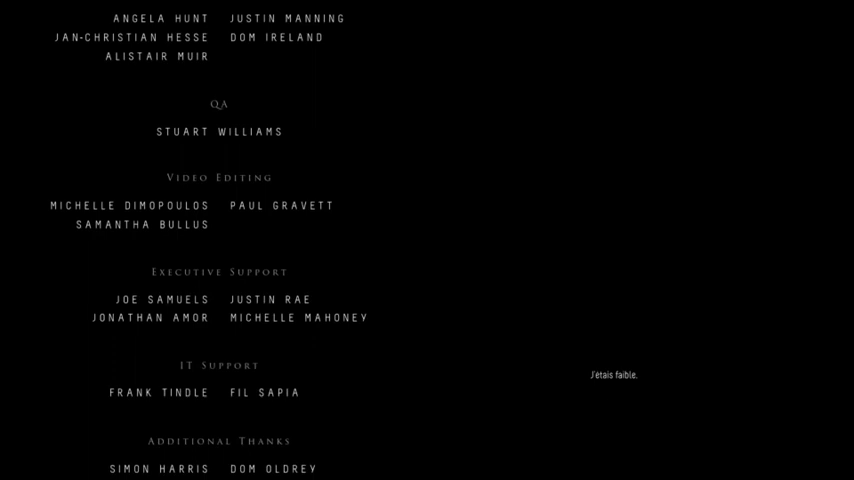 ANGELA HUNT JUSTIN MANNING
JAN-CHRISTIAN HESSE DOM IRELAND
ALISTAIR MUIR
QA
STUART WILLIAMS
VIDEO EDITING
MICHELLE DIMOPOULOS PAUL GRAVETT
SAMANTHA BULLUS
EXECUTIVE SUPPORT
JOE SAMUELS JUSTIN RAE
JONATHAN AMOR MICHELLE MAHONEY
IT SUPPORT
J'étais faible.
FRANK TINDLE FIL SAPIA
ADDITIONAL THANKS
SIMON HARRIS DOM OLDREY